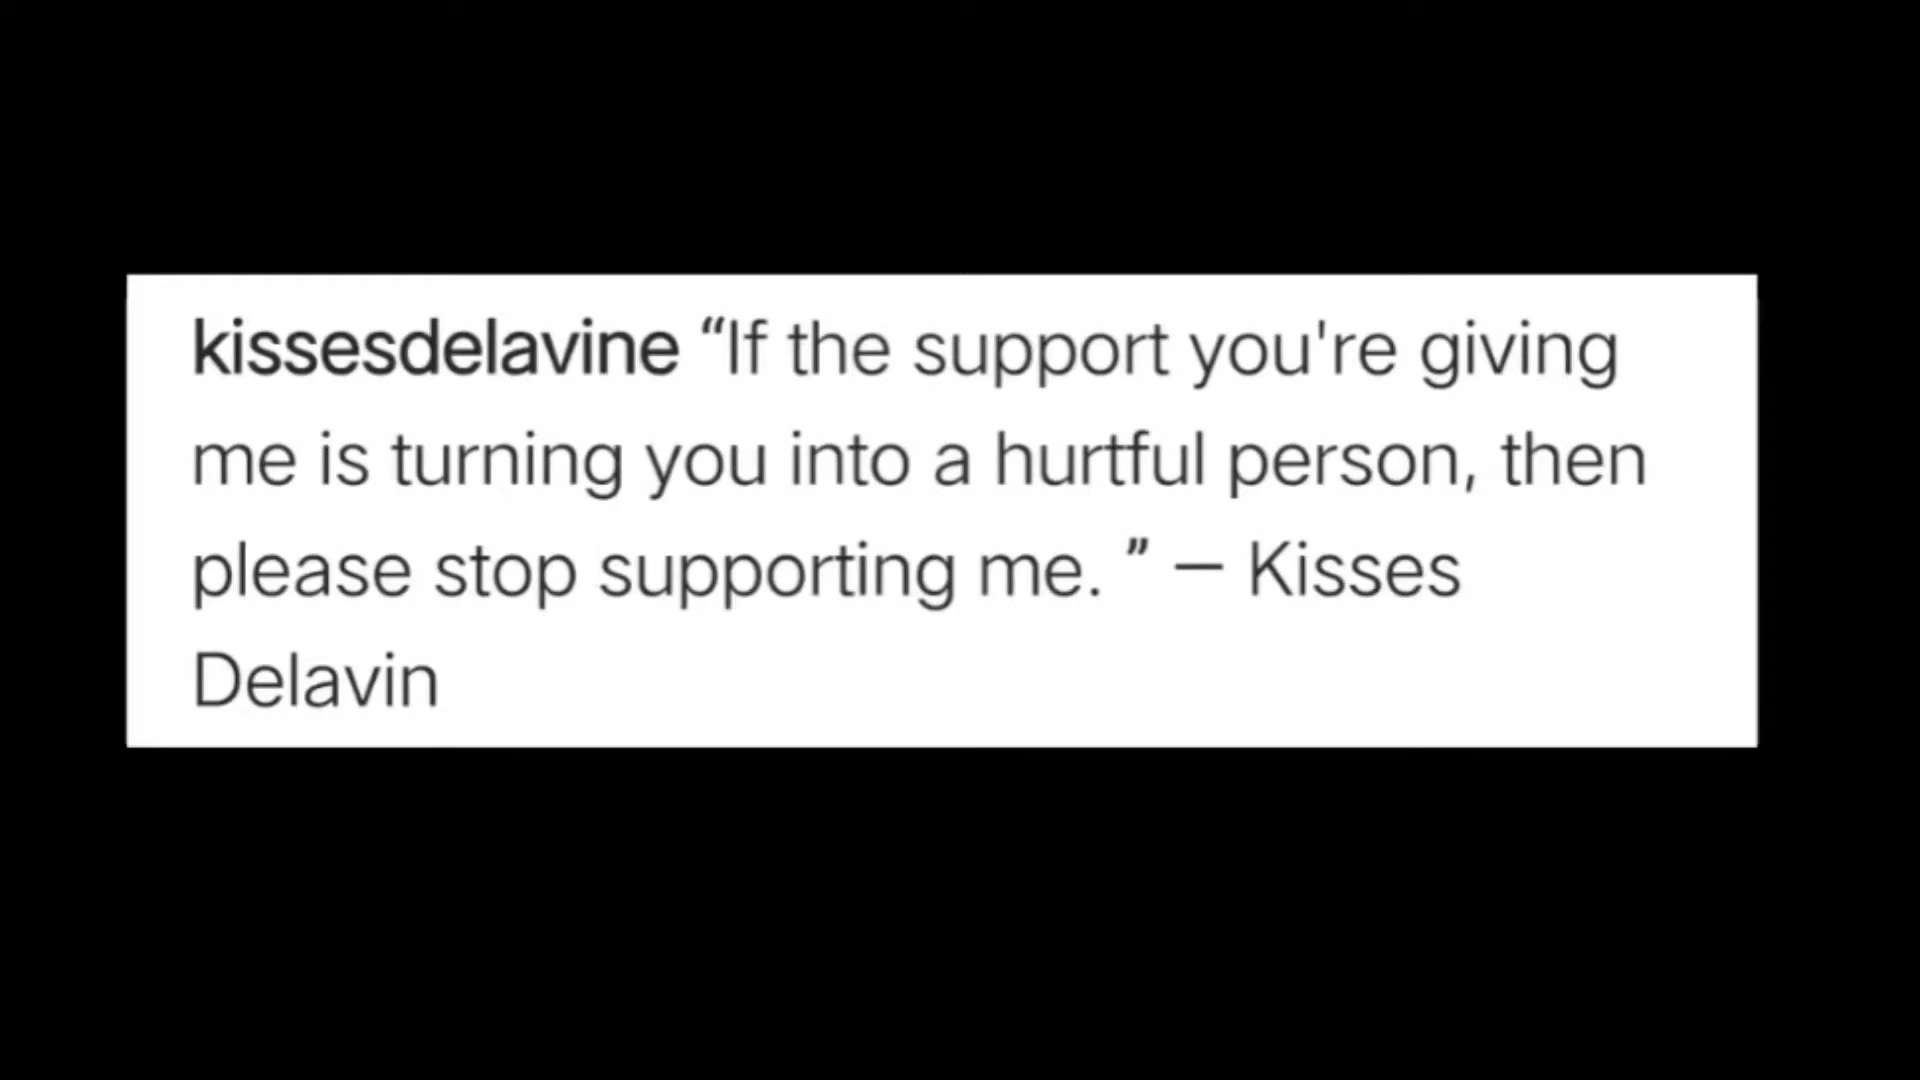 kissesdelavine “If the support you're giving
me is turning you into a hurtful person, then
please stop supporting me. ” — Kisses
Delavin